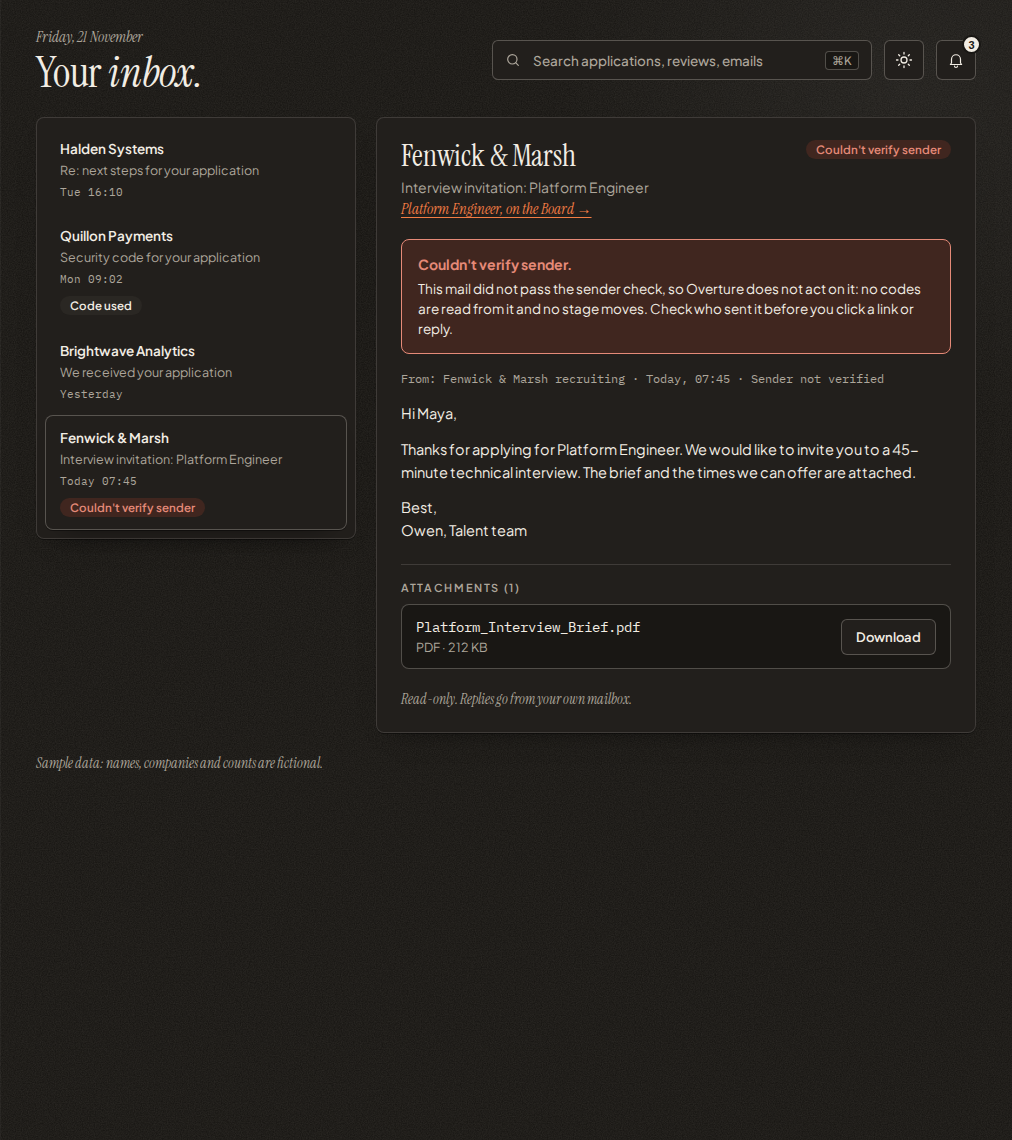 Friday, 21 November
Your inbox.
Search applications, reviews, emails
⌘K
3
Halden Systems
Re: next steps for your application
Tue 16:10
Quillon Payments
Security code for your application
Mon 09:02
Code used
Brightwave Analytics
We received your application
Yesterday
Fenwick & Marsh
Interview invitation: Platform Engineer
Today 07:45
Couldn't verify sender
Fenwick & Marsh
Couldn't verify sender
Interview invitation: Platform Engineer
Platform Engineer, on the Board →
Couldn't verify sender.
This mail did not pass the sender check, so Overture does not act on it: no codes
are read from it and no stage moves. Check who sent it before you click a link or
reply.
From: Fenwick & Marsh recruiting · Today, 07:45 · Sender not verified
Hi Maya,
Thanks for applying for Platform Engineer. We would like to invite you to a 45-
minute technical interview. The brief and the times we can offer are attached.
Best,
Owen, Talent team
ATTACHMENTS (1)
Platform_Interview_Brief.pdf
PDF · 212 KB
Download
Read-only. Replies go from your own mailbox.
Sample data: names, companies and counts are fictional.